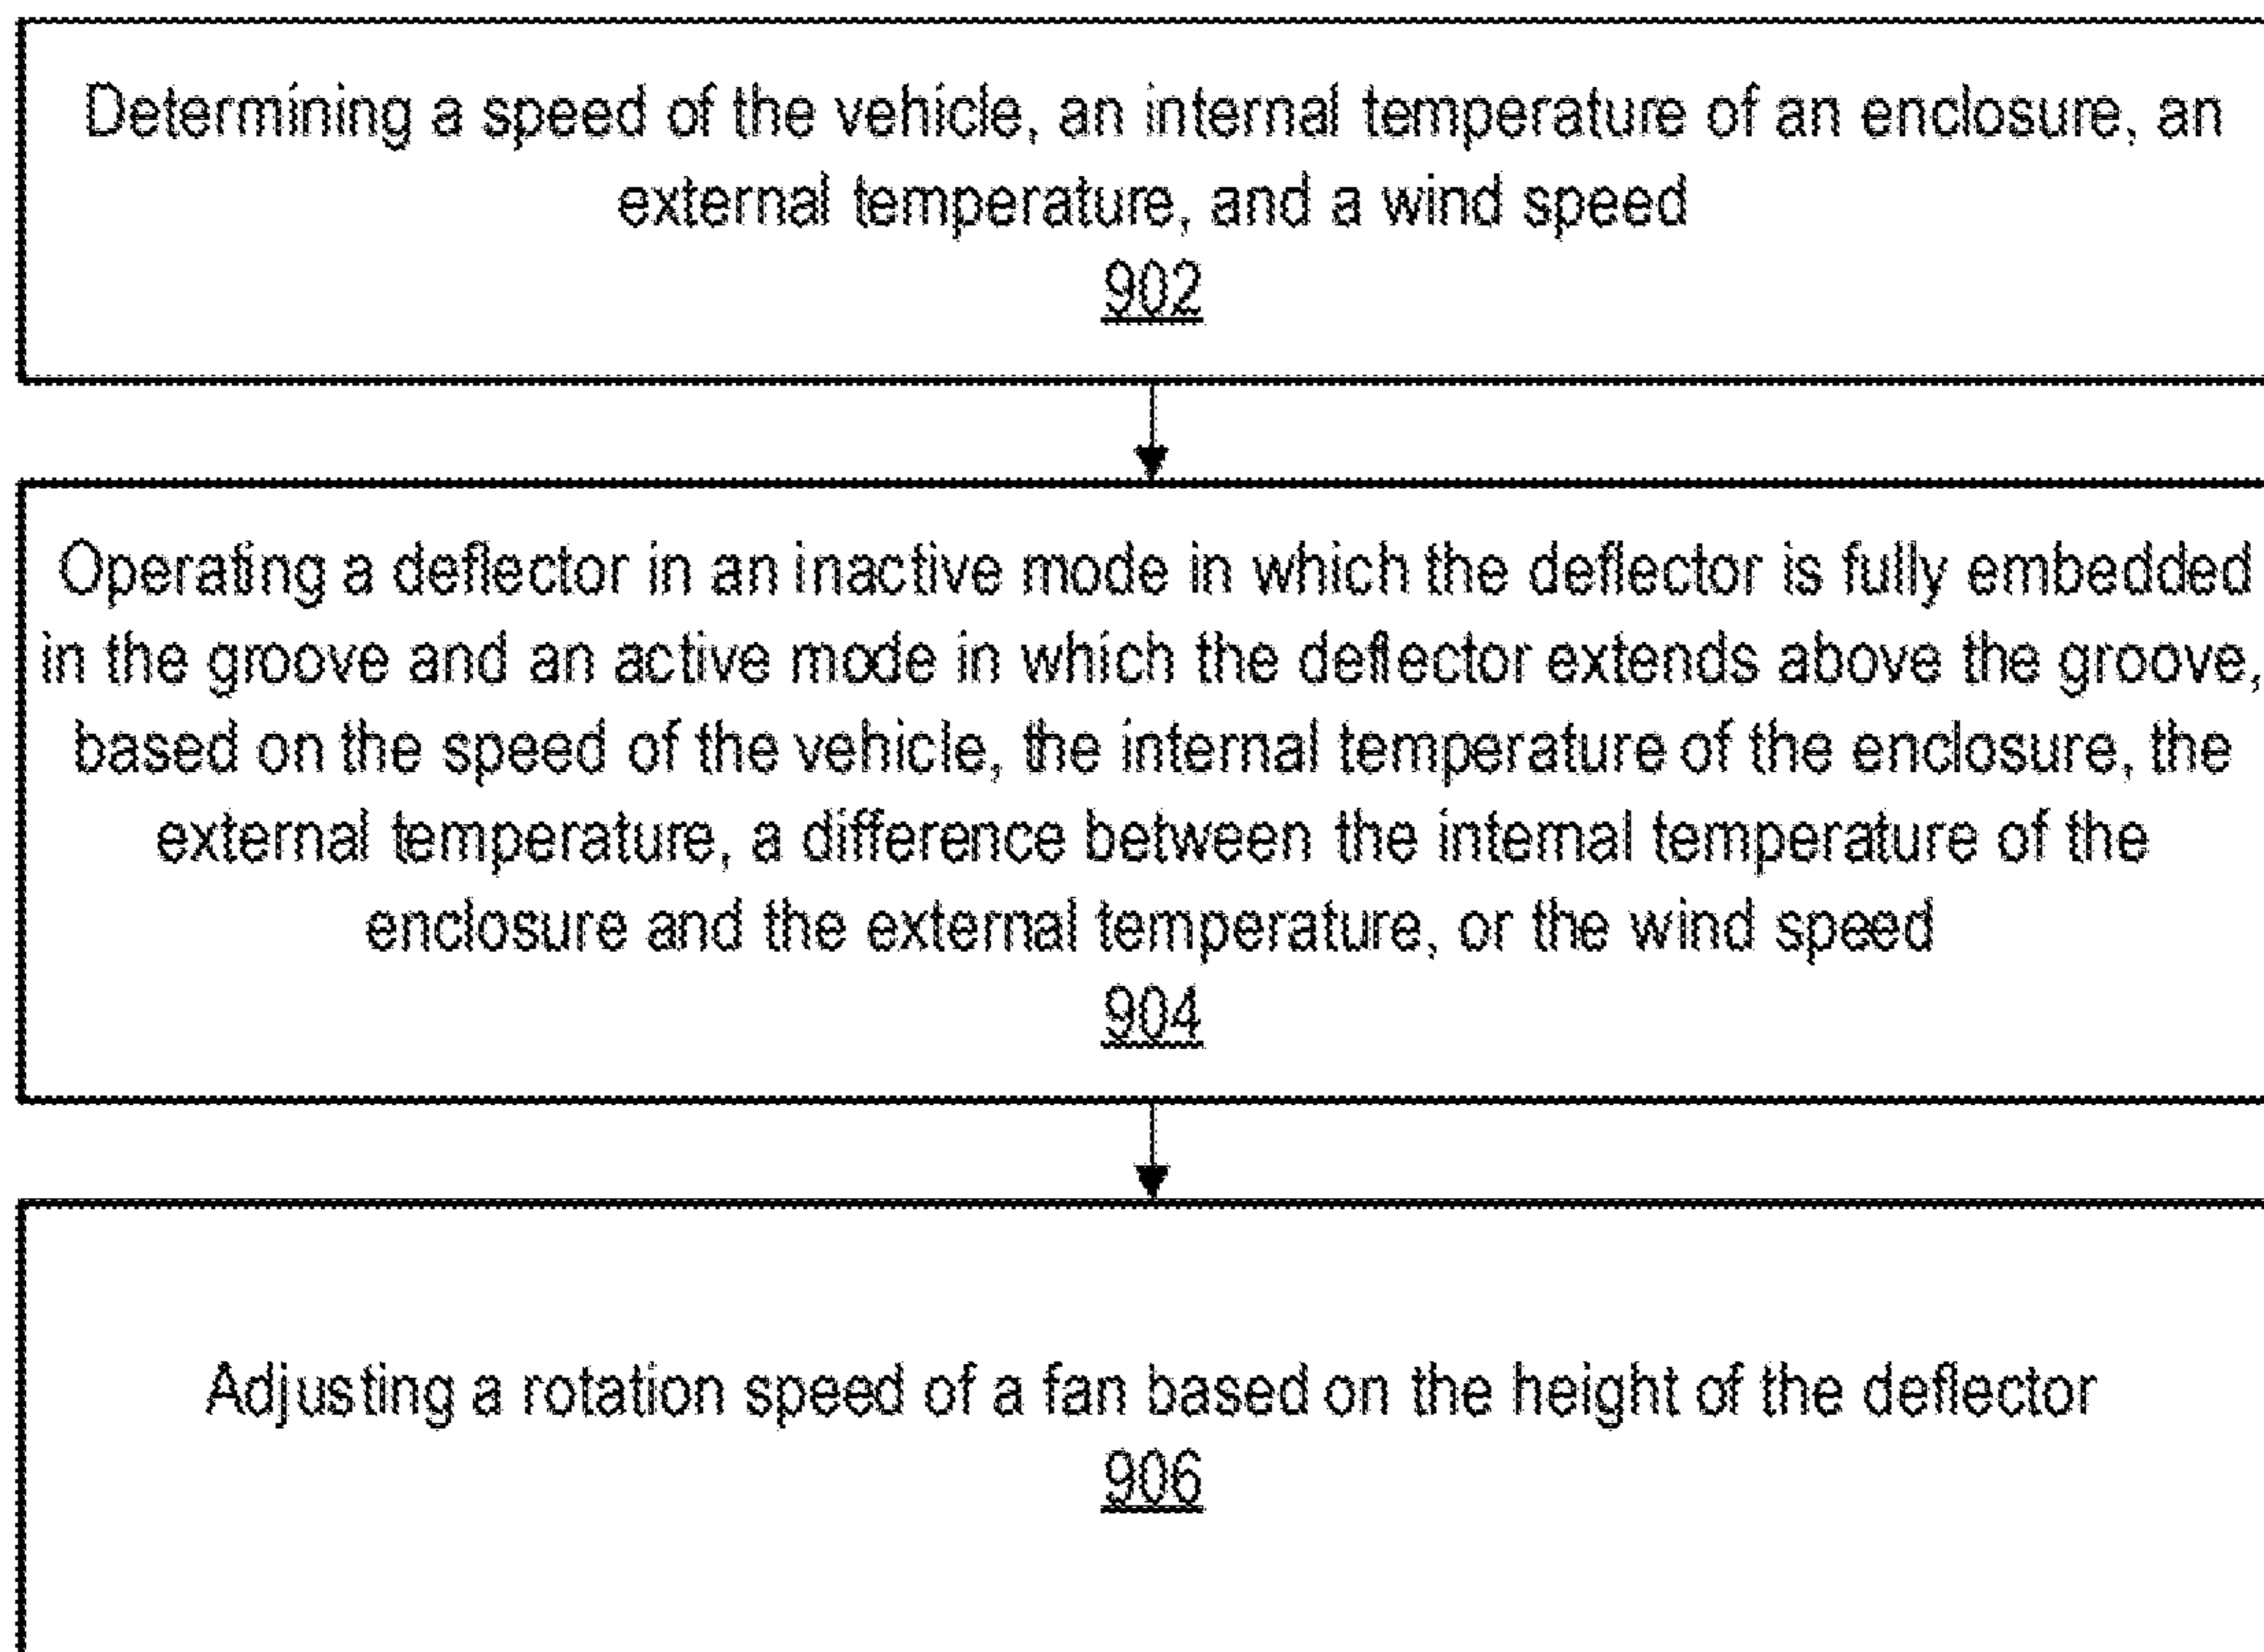 Determining a speed of the vehicle, an internal temperature of an enclosure, an
external temperature, and a wind speed
902
Operating a deflector in an inactive mode in which the deflector is fully embedded
in the groove and an active mode in which the deflector extends above the groove,
based on the speed of the vehicle, the internal temperature of the enclosure, the
external temperature, a difference between the internal temperature of the
enclosure and the external temperature, or the wind speed
904
Adjusting a rotation speed of a fan based on the height of the deflector
906